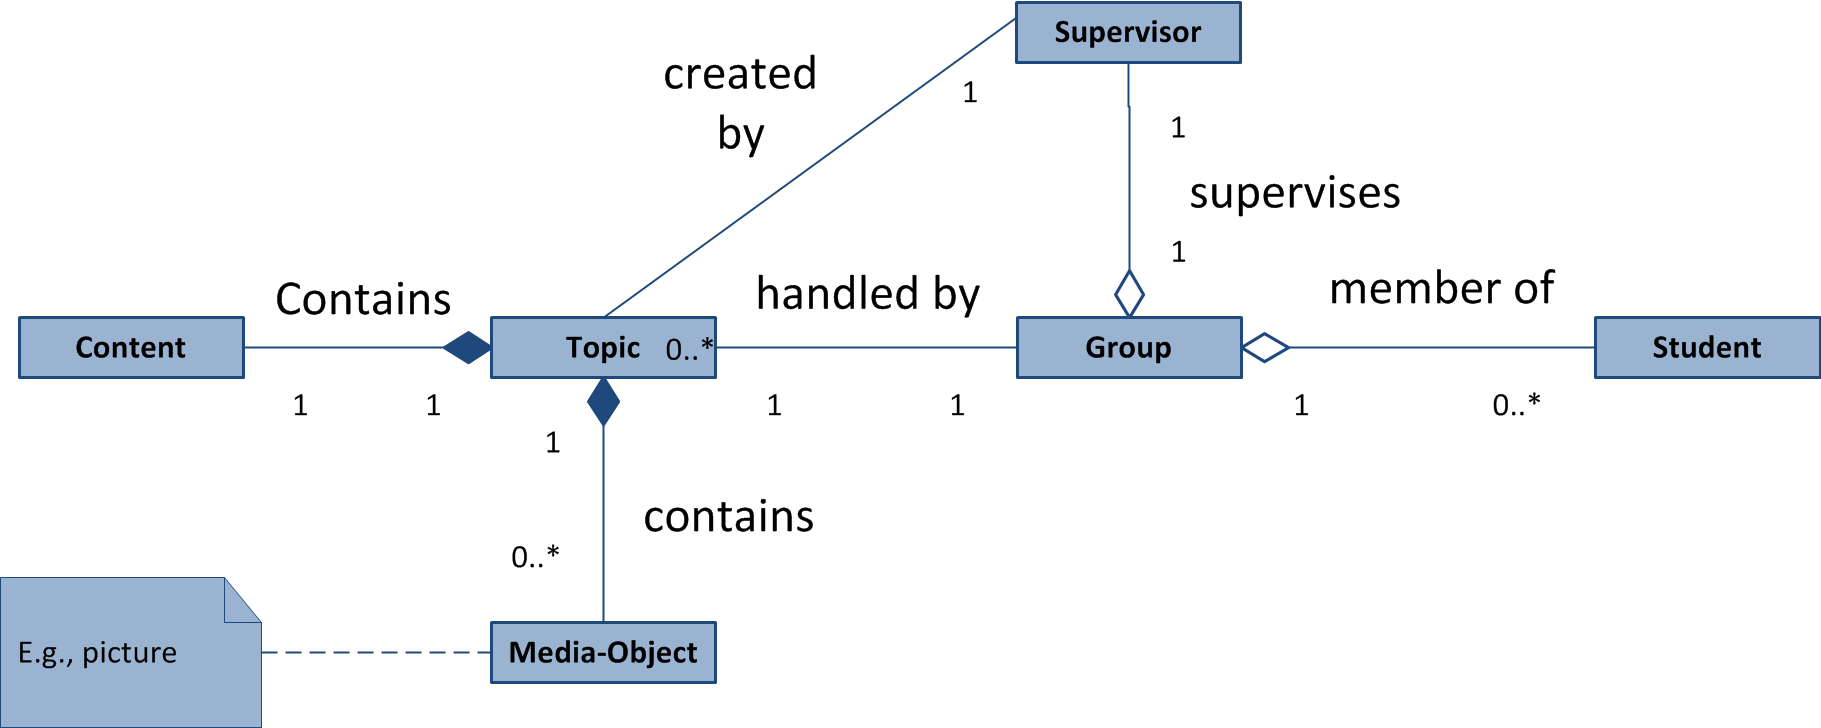 Supervisor
created
by
1
1
supervises
1
Contains
handled by
member of
Content
Topic
0..*
Group
Student
1
1
1
1
1
0..*
1
contains
0..*
E.g., picture
Media-Object